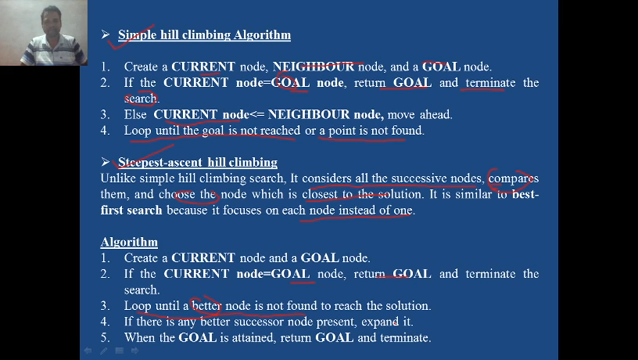 Simple hill climbing Algorithm
1. Create a CURRENT node, NEIGHBOUR node, and a GOAL node.
2. If the CURRENT node=GOAL node, return GOAL and terminate the
search.
3. Else CURRENT node<= NEIGHBOUR node, move ahead.
4. Loop until the goal is not reached or a point is not found.
Steepest-ascent hill climbing
Unlike simple hill climbing search, It considers all the successive nodes, compares
them, and choose the node which is closest to the solution. It is similar to best-
first search because it focuses on each node instead of one.
Algorithm
1. Create a CURRENT node and a GOAL node.
2. If the CURRENT node=GOAL node, return GOAL and terminate the
search.
3. Loop until a better node is not found to reach the solution.
4. If there is any better successor node present, expand it.
5. When the GOAL is attained, return GOAL and terminate.